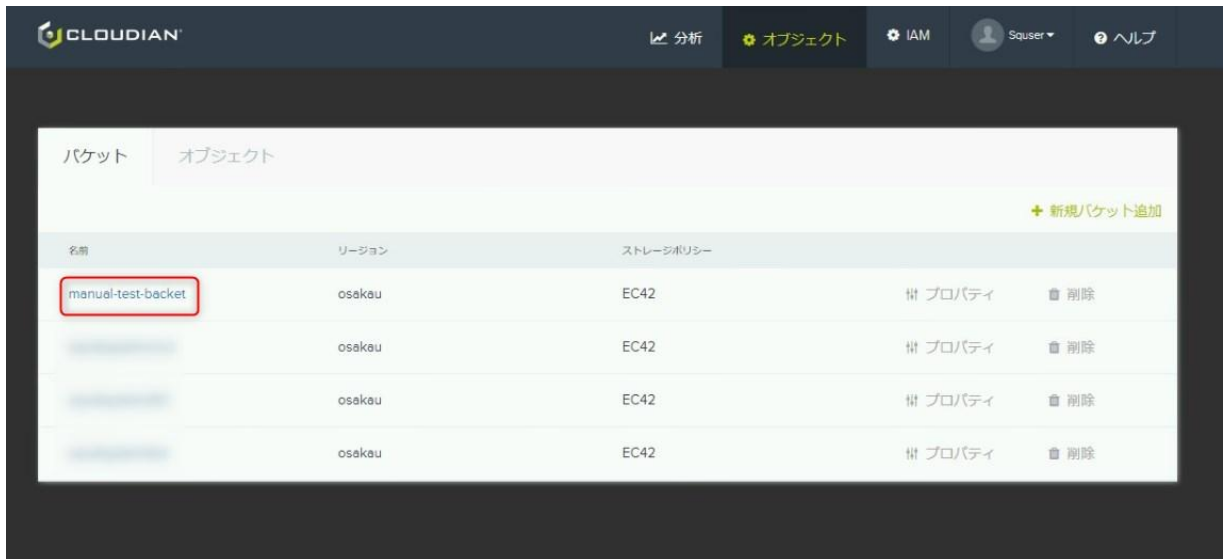 CLOUDIAN
分析
オブジェクト
IAM
Squser
ヘルプ
バケット オブジェクト
+ 新規バケット追加
名前 リージョン ストレージポリシー
manual-test-backet osakau EC42 プロパティ 削除
osakau EC42 プロパティ 削除
osakau EC42 プロパティ 削除
osakau EC42 プロパティ 削除